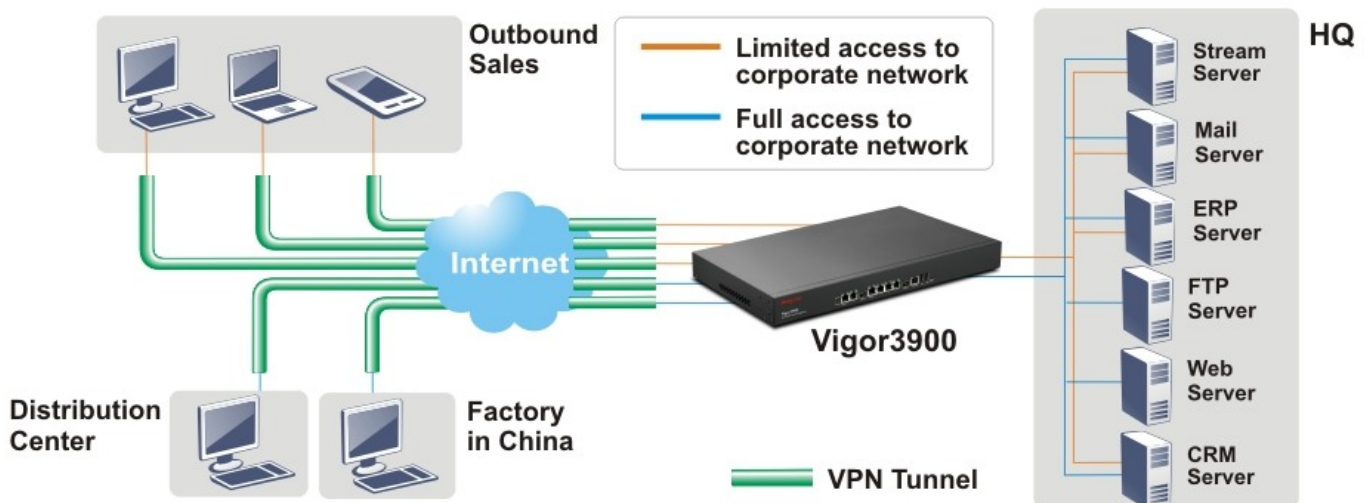 Outbound
Sales
Limited access to
corporate network
Full access to
corporate network
HQ
Stream
Server
Mail
Server
ERP
Server
FTP
Server
Web
Server
CRM
Server
Internet
Vigor3900
Distribution
Center
Factory
in China
VPN Tunnel